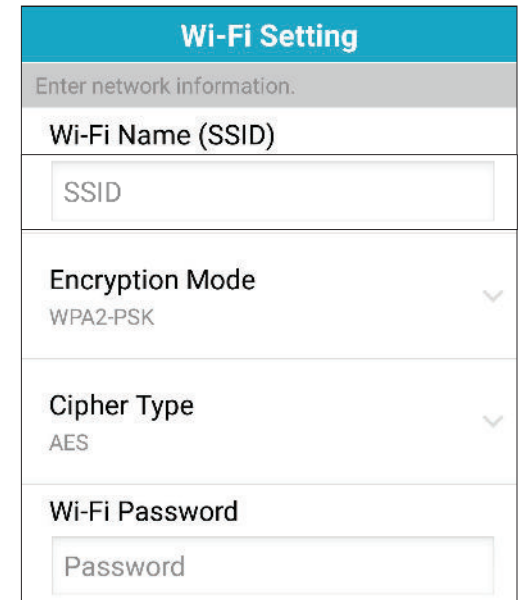 Wi-Fi Setting
Enter network information.
Wi-Fi Name (SSID)
SSID
Encryption Mode
WPA2-PSK
Cipher Type
AES
Wi-Fi Password
Password